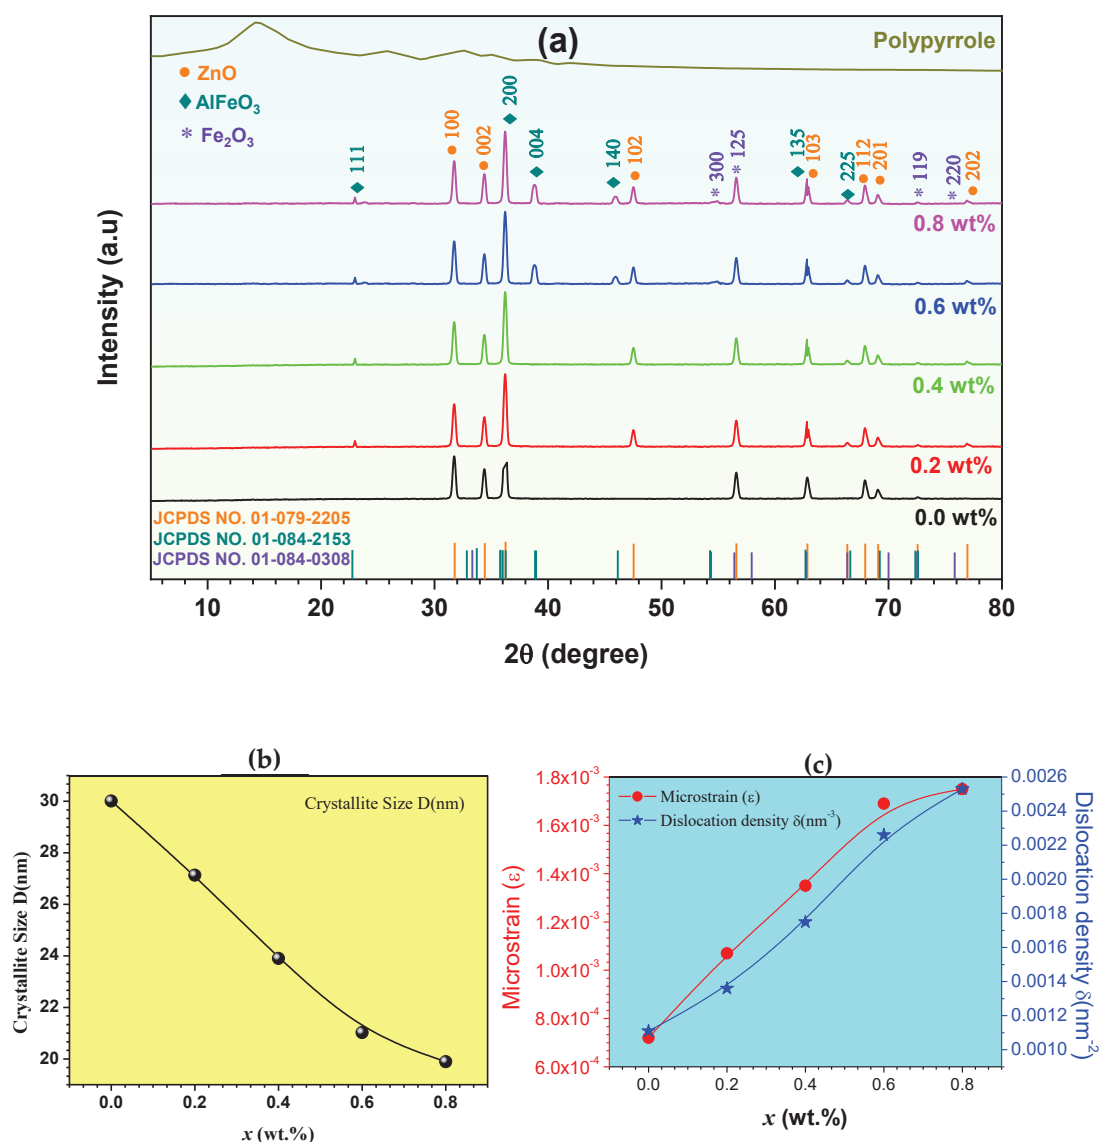 (a)
Polypyrrole
ZnO
AlFeO₃
* Fe₂O₃
111
100
002
200
004
140
102
* 300
* 125
135
103
225
112
201
* 119
* 220
202
0.8 wt%
0.6 wt%
0.4 wt%
0.2 wt%
0.0 wt%
JCPDS NO. 01-079-2205
JCPDS NO. 01-084-2153
JCPDS NO. 01-084-0308
Intensity (a.u)
10 20 30 40 50 60 70 80
2θ (degree)
(b)
Crystallite Size D(nm)
Crystallite Size D(nm)
30
28
26
24
22
20
0.0 0.2 0.4 0.6 0.8
x (wt.%)
(c)
Microstrain (ε)
Dislocation density δ(nm⁻³)
Microstrain (ε)
1.8x10⁻³
1.6x10⁻³
1.4x10⁻³
1.2x10⁻³
1.0x10⁻³
8.0x10⁻⁴
6.0x10⁻⁴
0.0026
0.0024
0.0022
0.0020
0.0018
0.0016
0.0014
0.0012
0.0010
Dislocation density δ(nm⁻²)
0.0 0.2 0.4 0.6 0.8
x (wt.%)